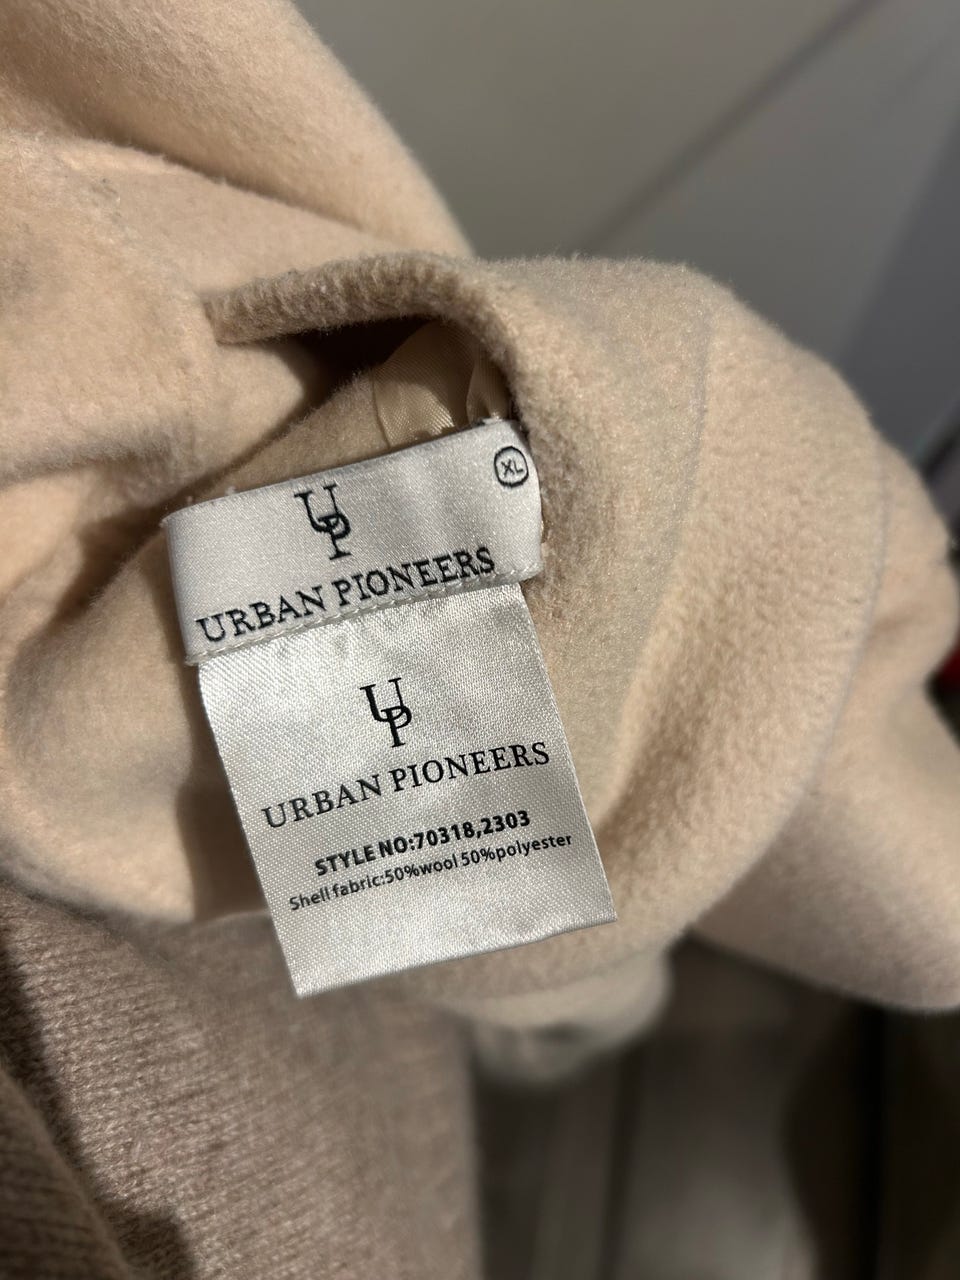 XL
UP
URBAN PIONEERS
UP
URBAN PIONEERS
STYLE NO:70318,2303
Shell fabric:50%wool 50%polyester